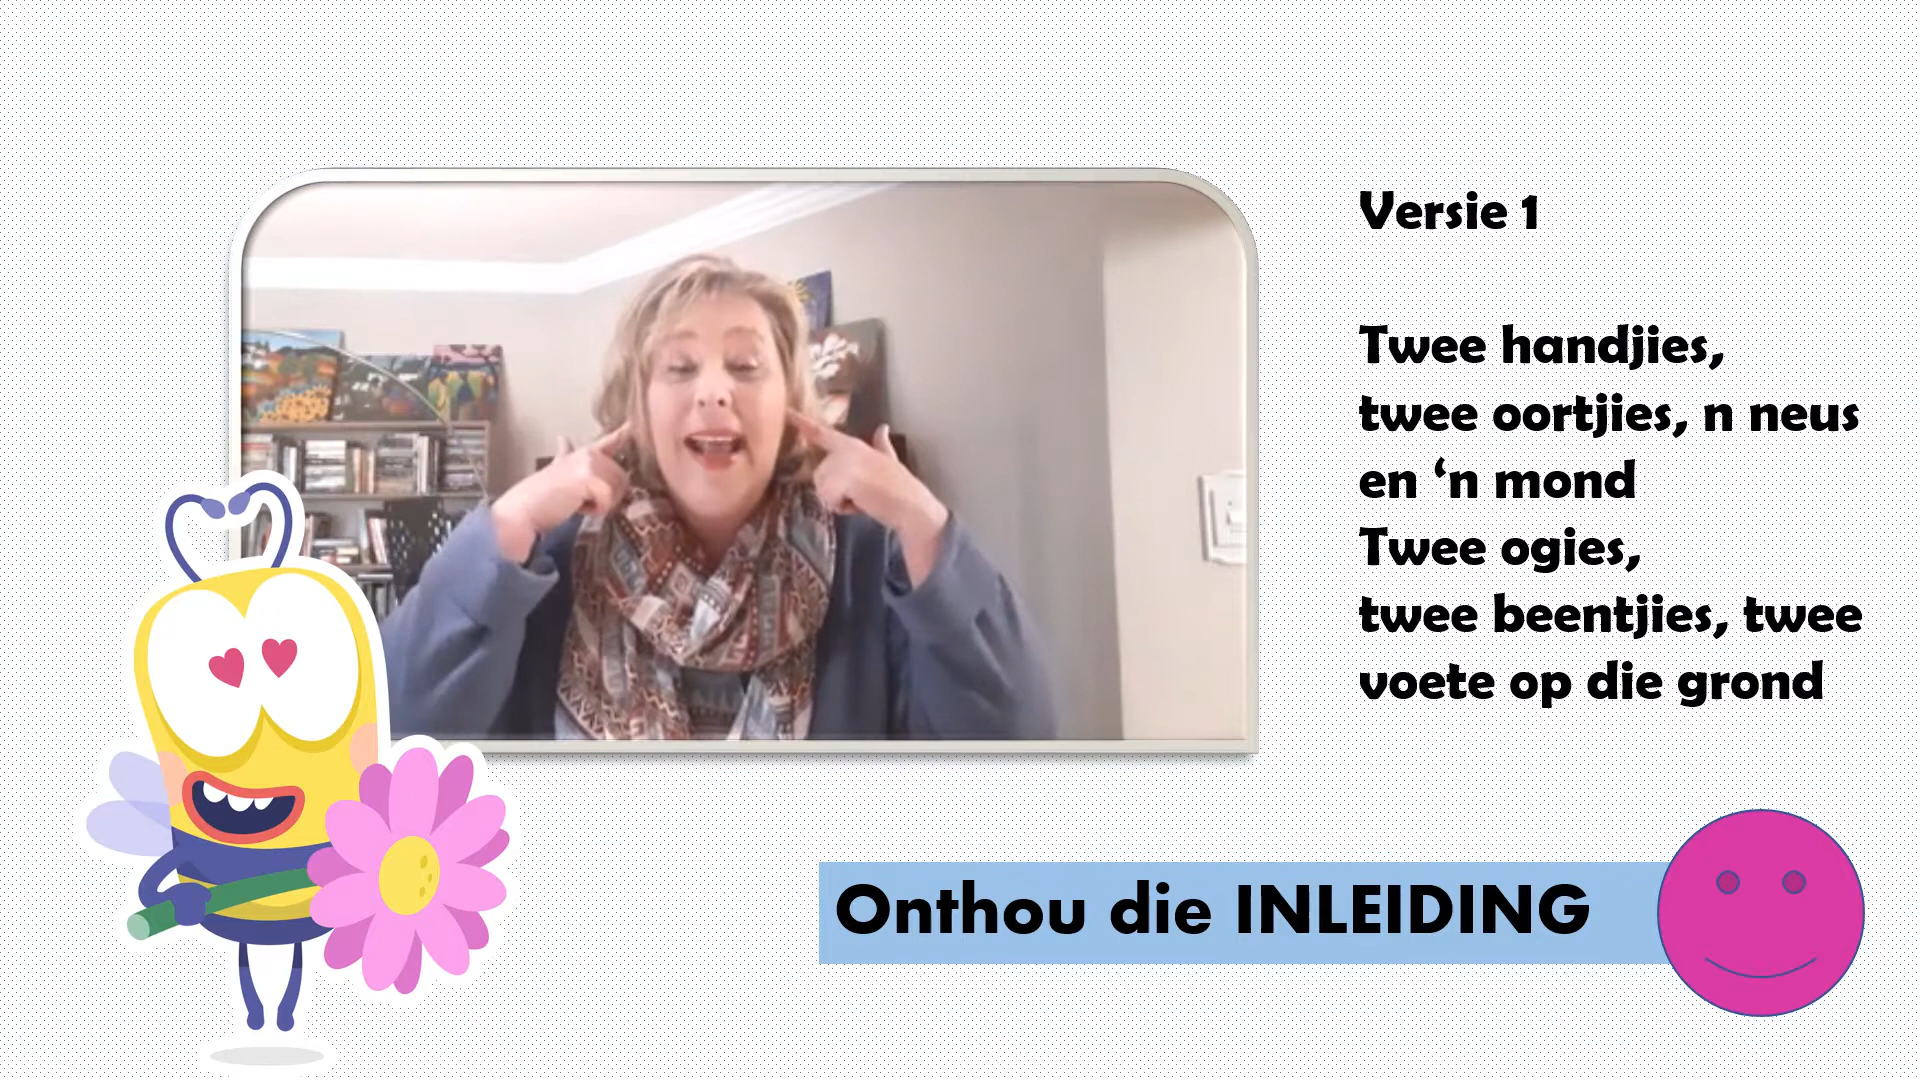 Versie 1
Twee handjies,
twee oortjies, n neus
en ‘n mond
Twee ogies,
twee beentjies, twee
voete op die grond
Onthou die INLEIDING